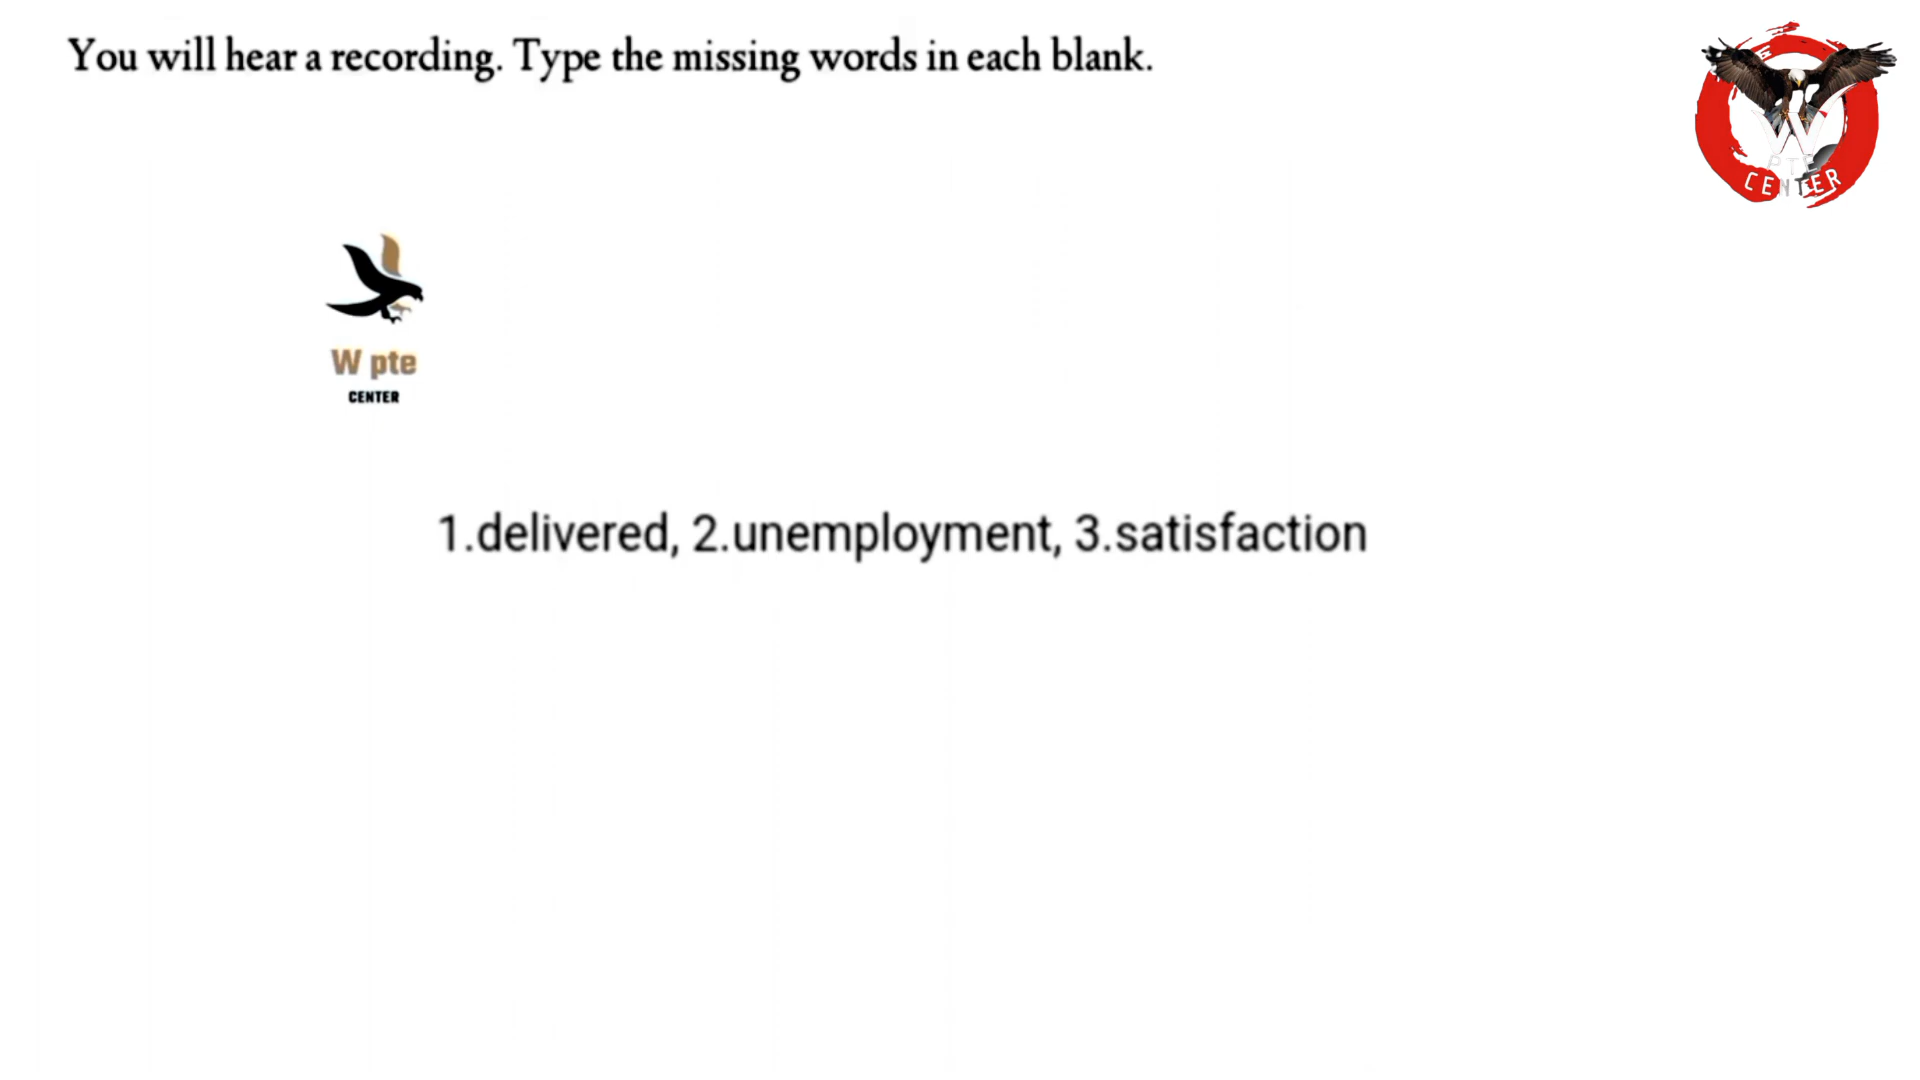 You will hear a recording. Type the missing words in each blank.
W
PTE
CENTER
W pte
CENTER
1.delivered, 2.unemployment, 3.satisfaction